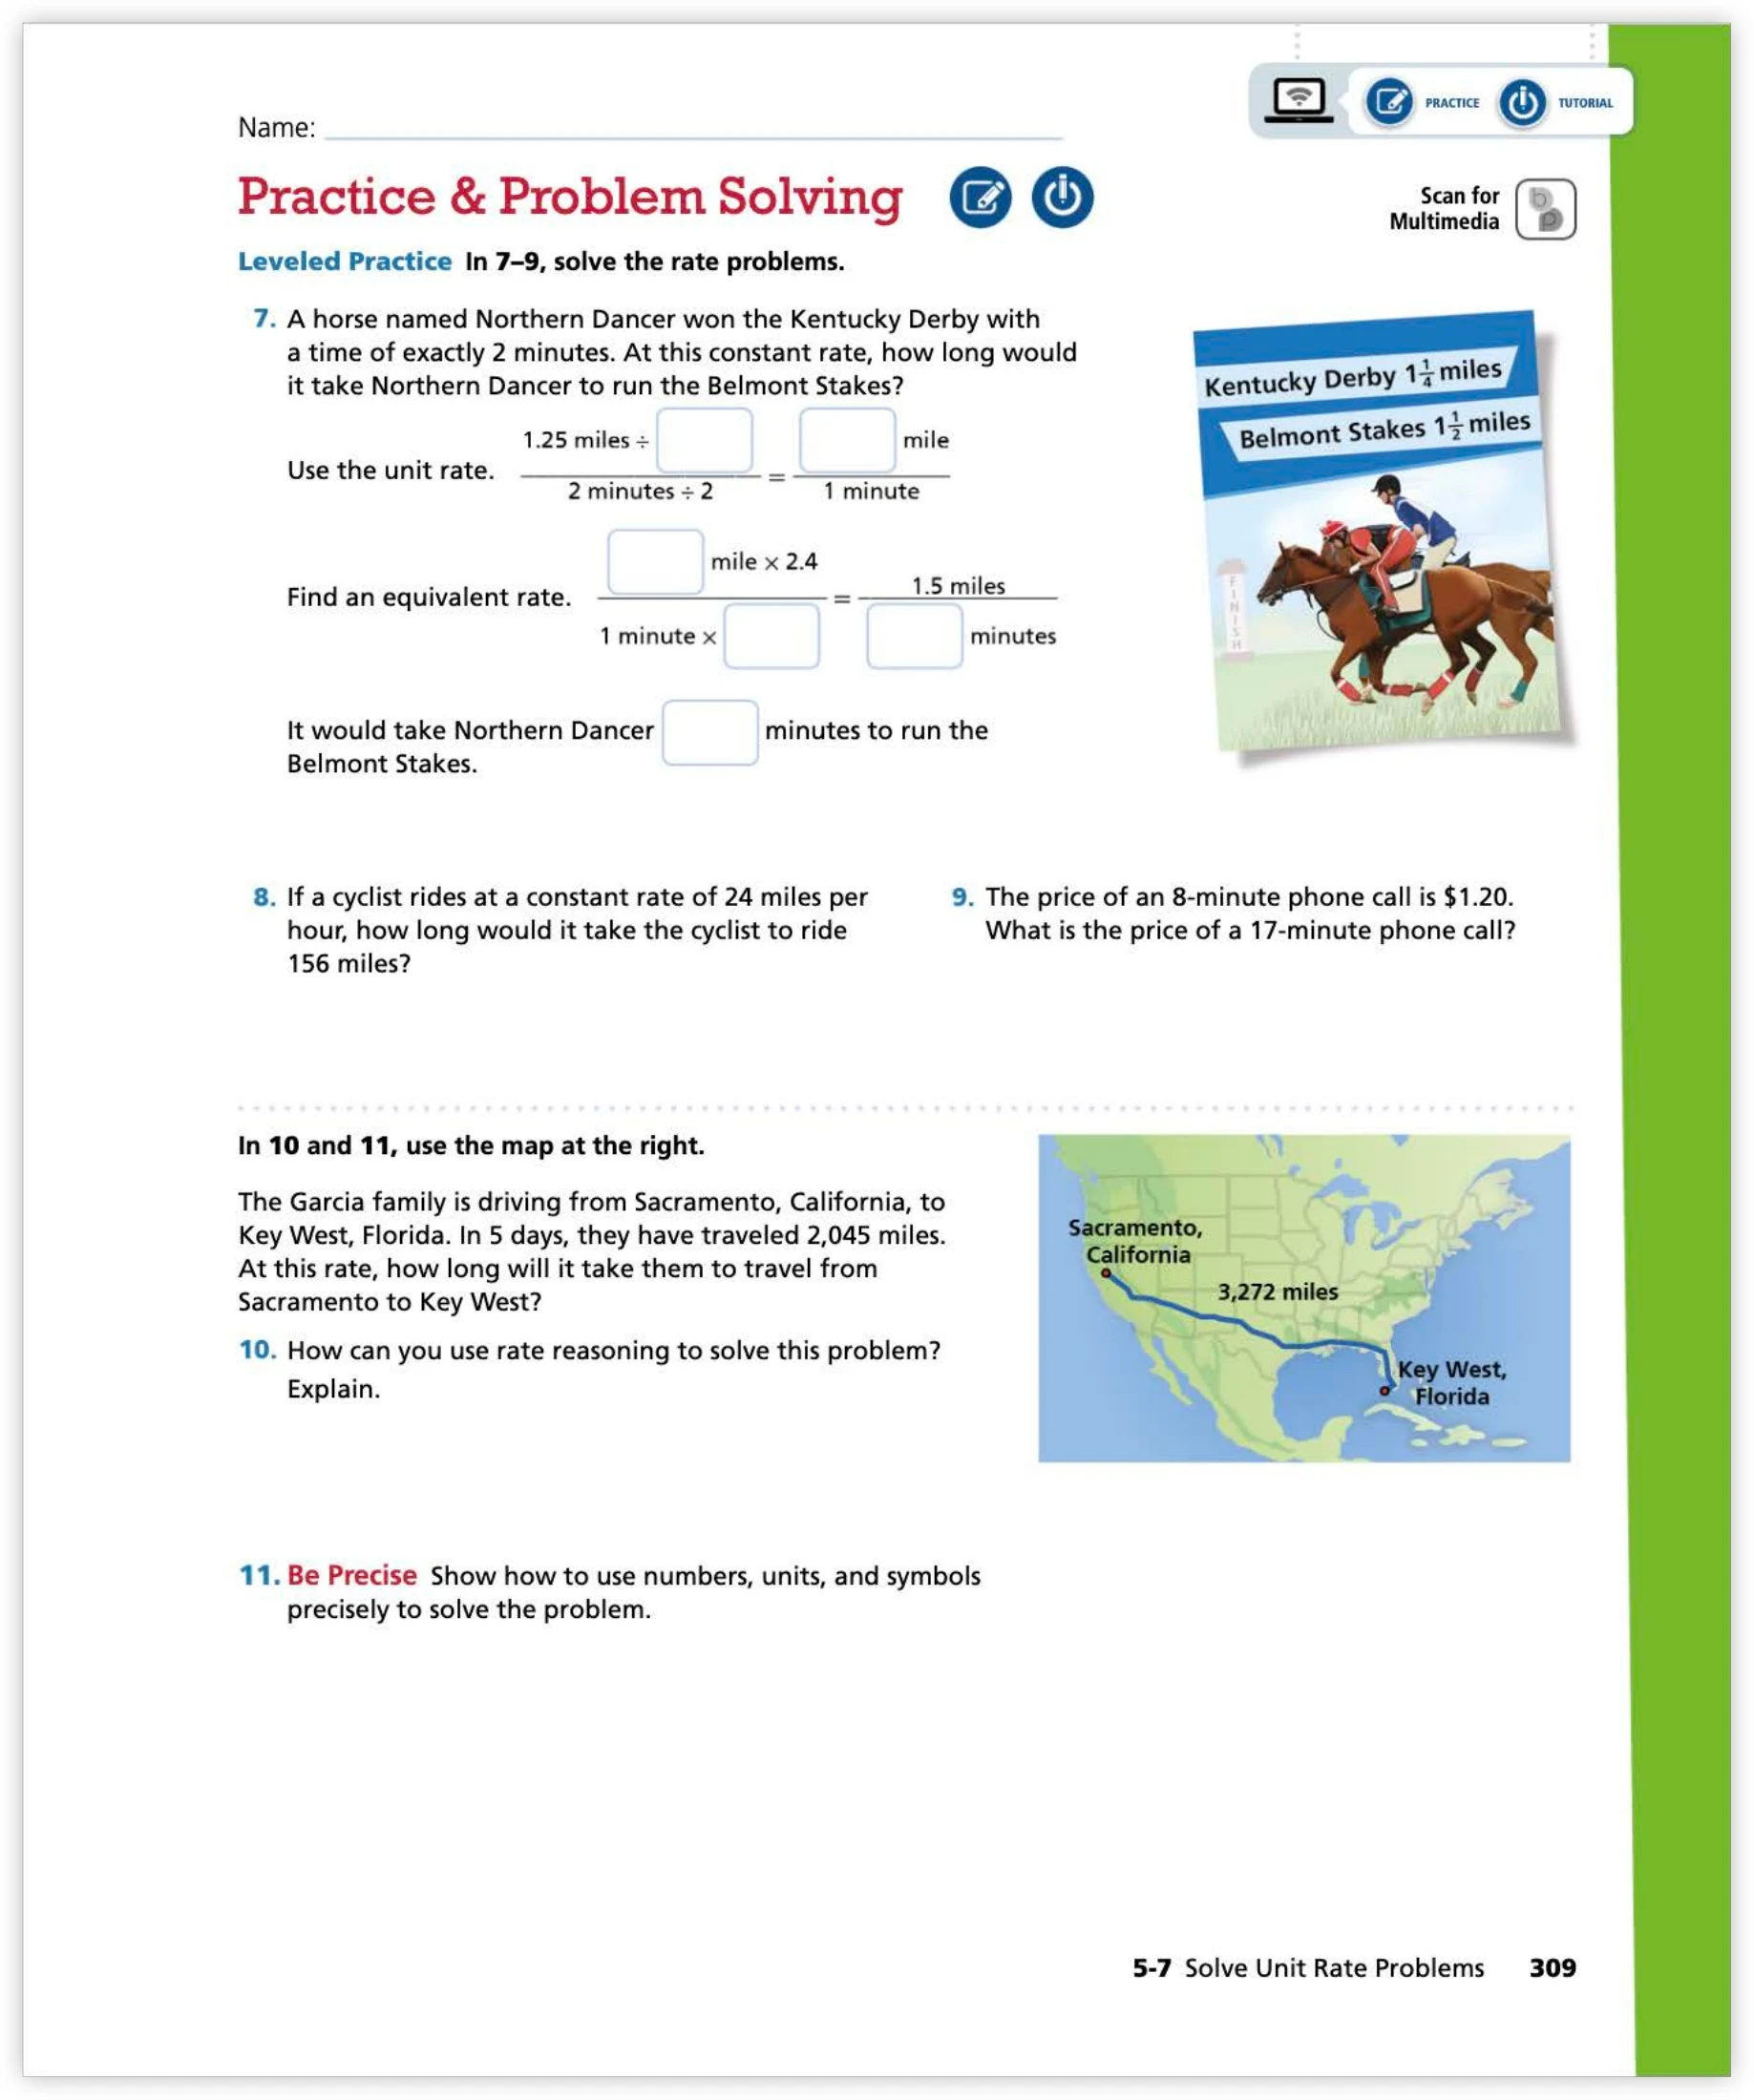 PRACTICE TUTORIAL
Name:
Practice & Problem Solving
Scan for
Multimedia
Leveled Practice In 7–9, solve the rate problems.
7. A horse named Northern Dancer won the Kentucky Derby with
a time of exactly 2 minutes. At this constant rate, how long would
it take Northern Dancer to run the Belmont Stakes?
Kentucky Derby 1 1/4 miles
Belmont Stakes 1 1/2 miles
FINISH
1.25 miles ÷ mile
Use the unit rate. =
2 minutes ÷ 2 1 minute
mile × 2.4
Find an equivalent rate. = 1.5 miles
1 minute × minutes
It would take Northern Dancer minutes to run the
Belmont Stakes.
8. If a cyclist rides at a constant rate of 24 miles per
hour, how long would it take the cyclist to ride
156 miles?
9. The price of an 8-minute phone call is $1.20.
What is the price of a 17-minute phone call?
In 10 and 11, use the map at the right.
The Garcia family is driving from Sacramento, California, to
Key West, Florida. In 5 days, they have traveled 2,045 miles.
At this rate, how long will it take them to travel from
Sacramento to Key West?
10. How can you use rate reasoning to solve this problem?
Explain.
Sacramento,
California
3,272 miles
Key West,
Florida
11. Be Precise Show how to use numbers, units, and symbols
precisely to solve the problem.
5-7 Solve Unit Rate Problems 309